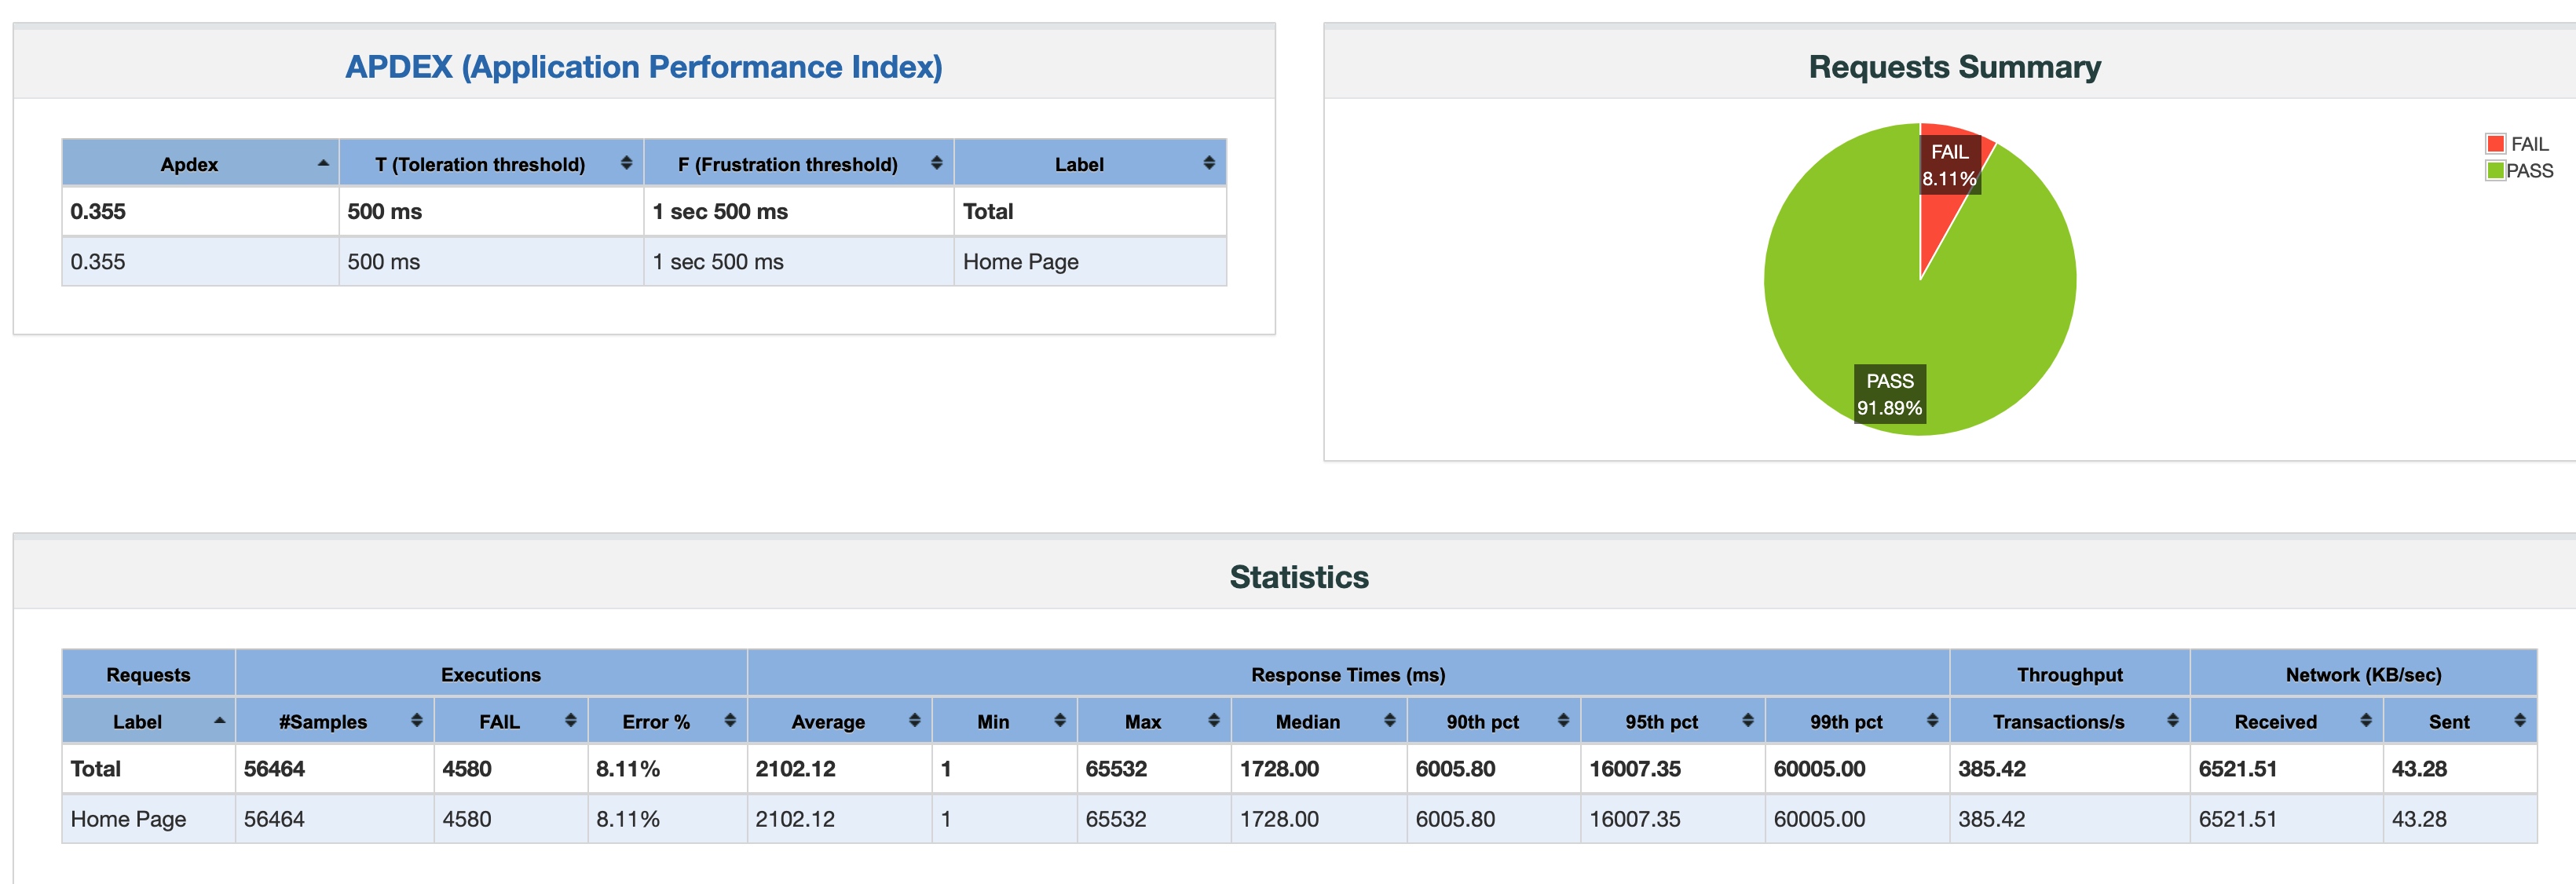 APDEX (Application Performance Index)
Apdex T (Toleration threshold) F (Frustration threshold) Label
0.355 500 ms 1 sec 500 ms Total
0.355 500 ms 1 sec 500 ms Home Page
Requests Summary
FAIL
8.11%
PASS
91.89%
FAIL
PASS
Statistics
Requests Executions Response Times (ms) Throughput Network (KB/sec)
Label #Samples FAIL Error % Average Min Max Median 90th pct 95th pct 99th pct Transactions/s Received Sent
Total 56464 4580 8.11% 2102.12 1 65532 1728.00 6005.80 16007.35 60005.00 385.42 6521.51 43.28
Home Page 56464 4580 8.11% 2102.12 1 65532 1728.00 6005.80 16007.35 60005.00 385.42 6521.51 43.28